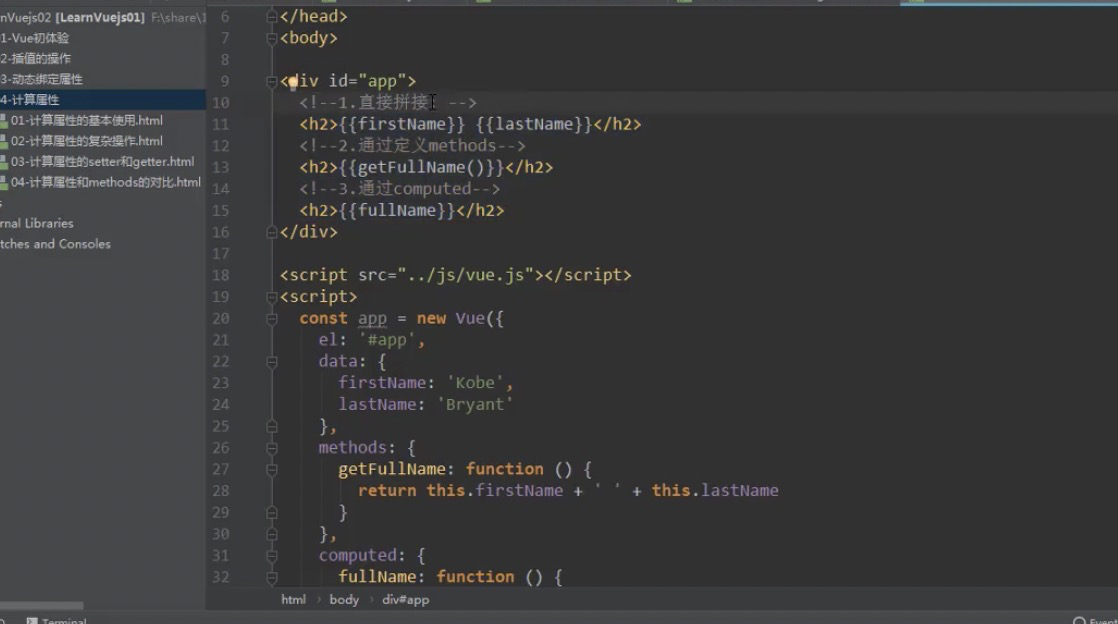 nVuejs02 [LearnVuejs01] F:\share\1
1-Vue初体验
2-插值的操作
3-动态绑定属性
4-计算属性
01-计算属性的基本使用.html
02-计算属性的复杂操作.html
03-计算属性的setter和getter.html
04-计算属性和methods的对比.html
s
rnal Libraries
tches and Consoles
6 </head>
7 <body>
8
9 <div id="app">
10 <!--1.直接拼接: -->
11 <h2>{{firstName}} {{lastName}}</h2>
12 <!--2.通过定义methods-->
13 <h2>{{getFullName()}}</h2>
14 <!--3.通过computed-->
15 <h2>{{fullName}}</h2>
16 </div>
17
18 <script src="../js/vue.js"></script>
19 <script>
20 const app = new Vue({
21 el: '#app',
22 data: {
23 firstName: 'Kobe',
24 lastName: 'Bryant'
25 },
26 methods: {
27 getFullName: function () {
28 return this.firstName + ' ' + this.lastName
29 }
30 },
31 computed: {
32 fullName: function () {
html › body › div#app
Terminal
Event